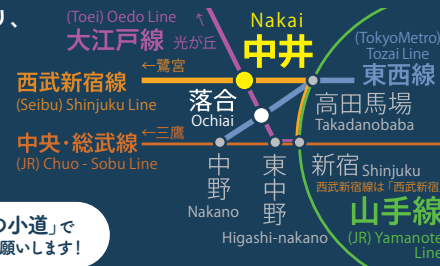 り、
(Toei) Oedo Line
大江戸線 光が丘
Nakai
中井
(TokyoMetro)
Tozai Line
東西線
←鷺宮
西武新宿線
(Seibu) Shinjuku Line
落合
Ochiai
高田馬場
Takadanobaba
←三鷹
中央・総武線
(JR) Chuo - Sobu Line
中野
Nakano
東中野
Higashi-nakano
新宿 Shinjuku
西武新宿線は「西武新宿
山手線
(JR) Yamanote
Line
の小道」で
願いします!